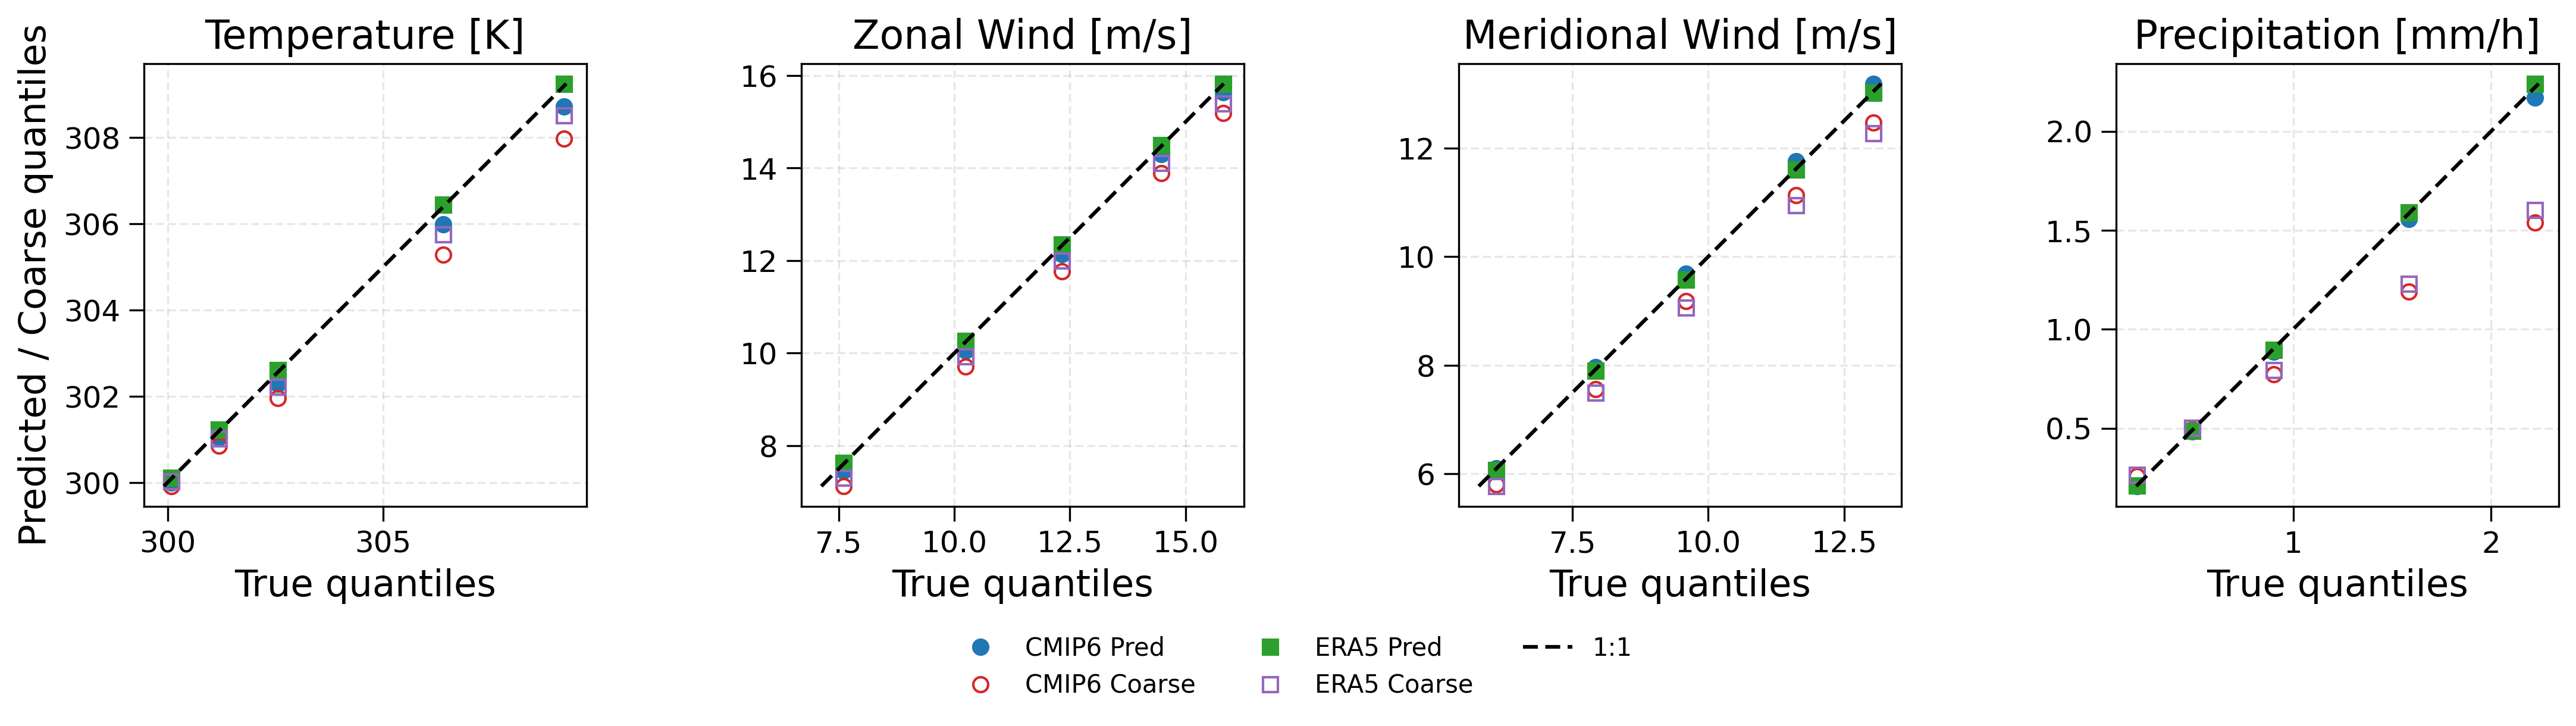 Temperature [K]
Predicted / Coarse quantiles
308
306
304
302
300
300 305
True quantiles
Zonal Wind [m/s]
16
14
12
10
8
7.5 10.0 12.5 15.0
True quantiles
Meridional Wind [m/s]
12
10
8
6
7.5 10.0 12.5
True quantiles
Precipitation [mm/h]
2.0
1.5
1.0
0.5
1 2
True quantiles
CMIP6 Pred
CMIP6 Coarse
ERA5 Pred
ERA5 Coarse
1:1